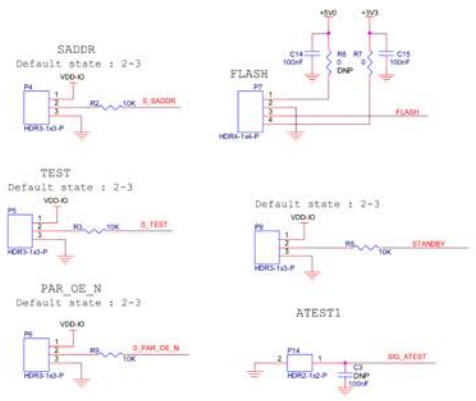 SADDR
Default state : 2-3
VDD-IO
P4
1
2
3
R2
10K
S_SADDR
HDR3-1x3-P
+5V0
+3V3
C14
100nF
R6
0
DNP
R7
0
C15
100nF
FLASH
P7
1
2
3
4
FLASH
HDR4-1x4-P
TEST
Default state : 2-3
VDD-IO
P5
1
2
3
R3
10K
S_TEST
HDR3-1x3-P
Default state : 2-3
VDD-IO
1
2
3
10K
STANDBY
HDR3-1x3-P
PAR_OE_N
Default state : 2-3
VDD-IO
P6
1
2
3
10K
S_PAR_OE_N
HDR3-1x3-P
ATEST1
P14
2
1
SIG_ATEST
HDR2-1x2-P
C3
DNP
100nF